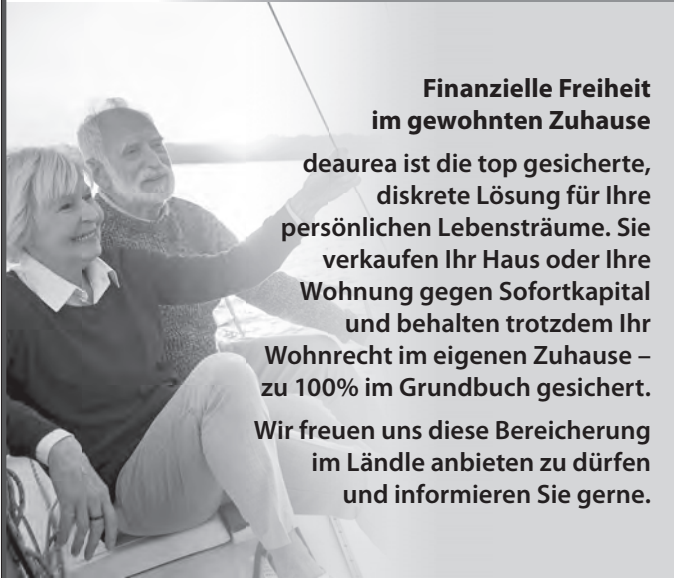 Finanzielle Freiheit
im gewohnten Zuhause
deaurea ist die top gesicherte,
diskrete Lösung für Ihre
persönlichen Lebensträume. Sie
verkaufen Ihr Haus oder Ihre
Wohnung gegen Sofortkapital
und behalten trotzdem Ihr
Wohnrecht im eigenen Zuhause –
zu 100% im Grundbuch gesichert.
Wir freuen uns diese Bereicherung
im Ländle anbieten zu dürfen
und informieren Sie gerne.